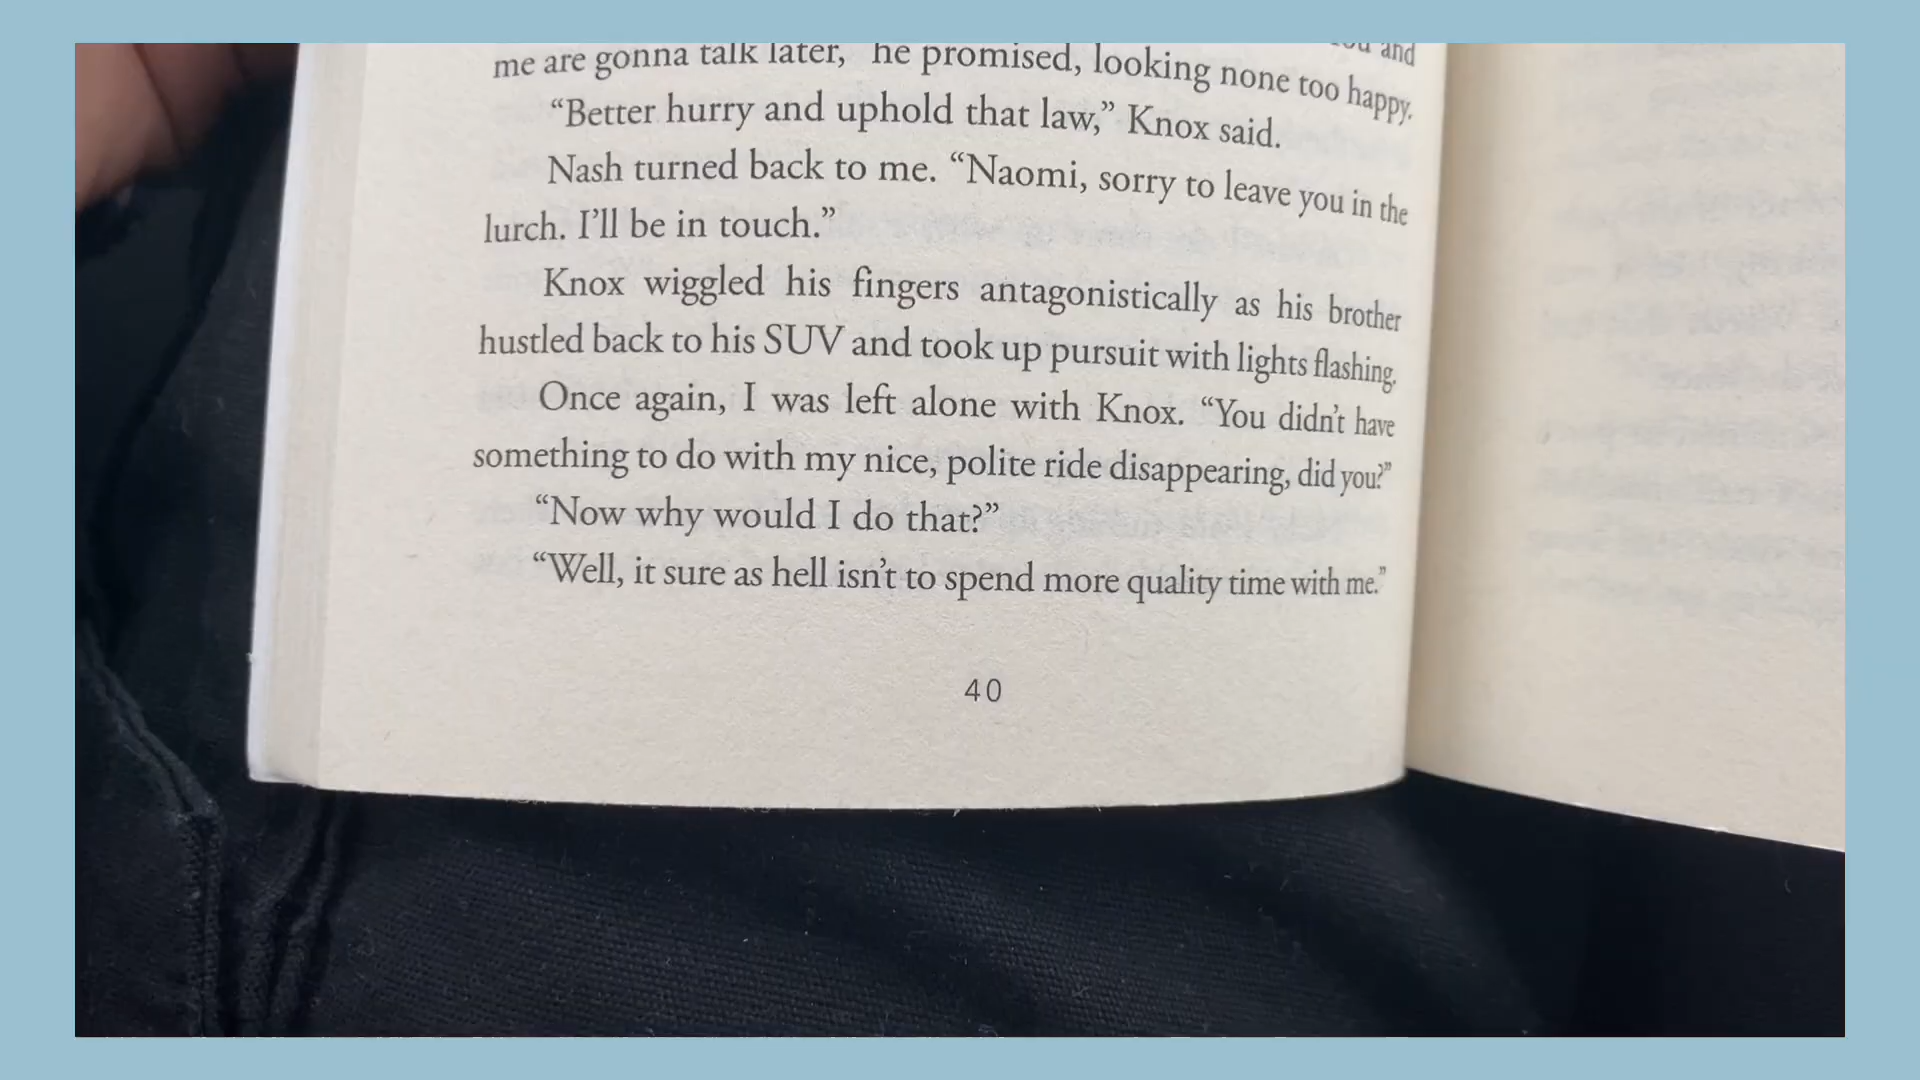 and
me are gonna talk later,” he promised, looking none too happy.
“Better hurry and uphold that law,” Knox said.
Nash turned back to me. “Naomi, sorry to leave you in the
lurch. I’ll be in touch.”
Knox wiggled his fingers antagonistically as his brother
hustled back to his SUV and took up pursuit with lights flashing.
Once again, I was left alone with Knox. “You didn’t have
something to do with my nice, polite ride disappearing, did you?”
“Now why would I do that?”
“Well, it sure as hell isn’t to spend more quality time with me.”
40